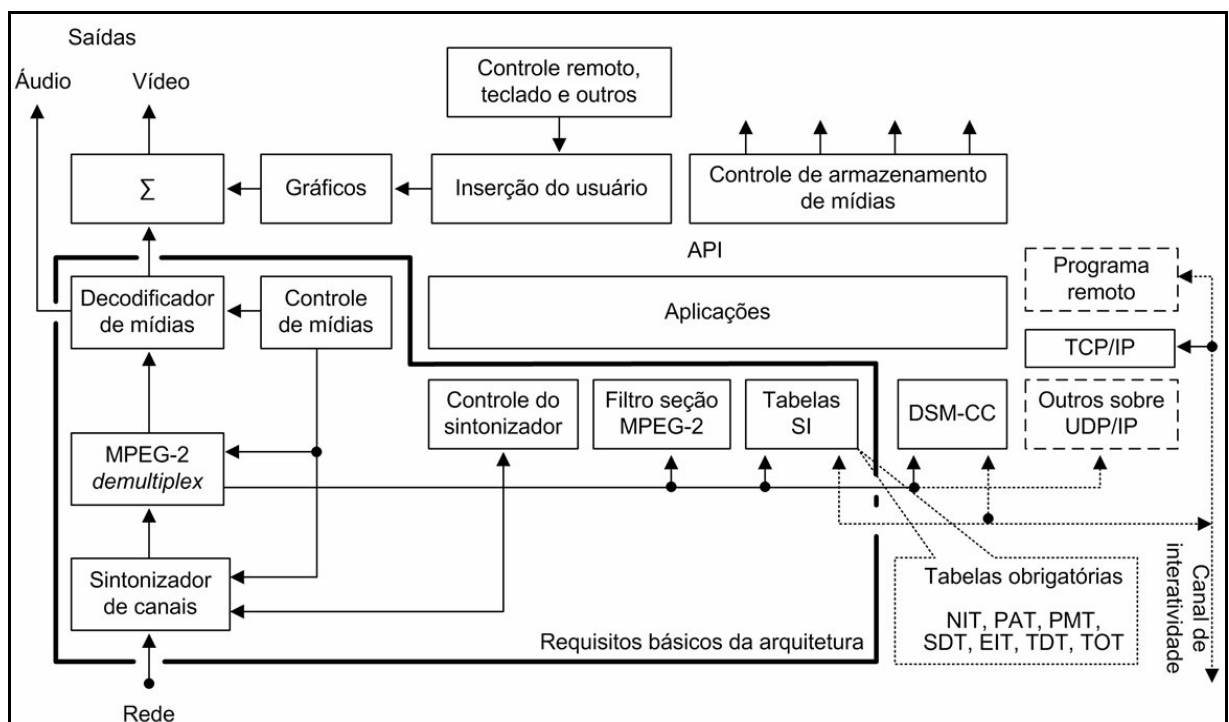 Saídas
Áudio
Vídeo
Controle remoto,
teclado e outros
Σ
Gráficos
Inserção do usuário
Controle de armazenamento
de mídias
API
Decodificador
de mídias
Controle
de mídias
Aplicações
Programa
remoto
TCP/IP
Controle do
sintonizador
Filtro seção
MPEG-2
Tabelas
SI
DSM-CC
Outros sobre
UDP/IP
MPEG-2
demultiplex
Sintonizador
de canais
Tabelas obrigatórias
NIT, PAT, PMT,
SDT, EIT, TDT, TOT
Canal de
interatividade
Requisitos básicos da arquitetura
Rede